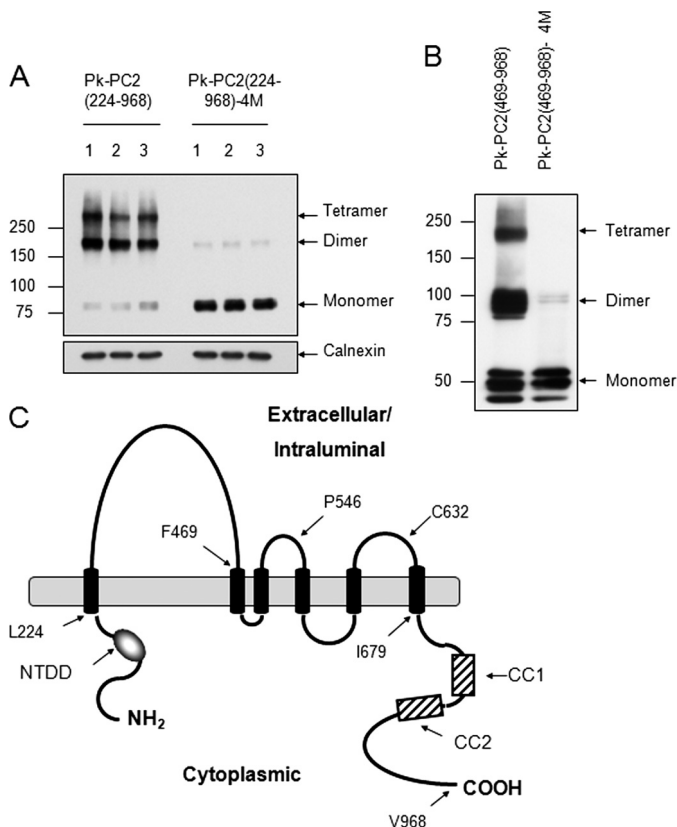 A
Pk-PC2
(224-968)
Pk-PC2(224-
968)-4M
1 2 3 1 2 3
250
150
100
75
Tetramer
Dimer
Monomer
Calnexin
B
Pk-PC2(469-968)
Pk-PC2(469-968)- 4M
250
150
100
75
50
Tetramer
Dimer
Monomer
C
Extracellular/
Intraluminal
F469
P546
C632
L224
NTDD
NH2
I679
CC1
CC2
Cytoplasmic
COOH
V968